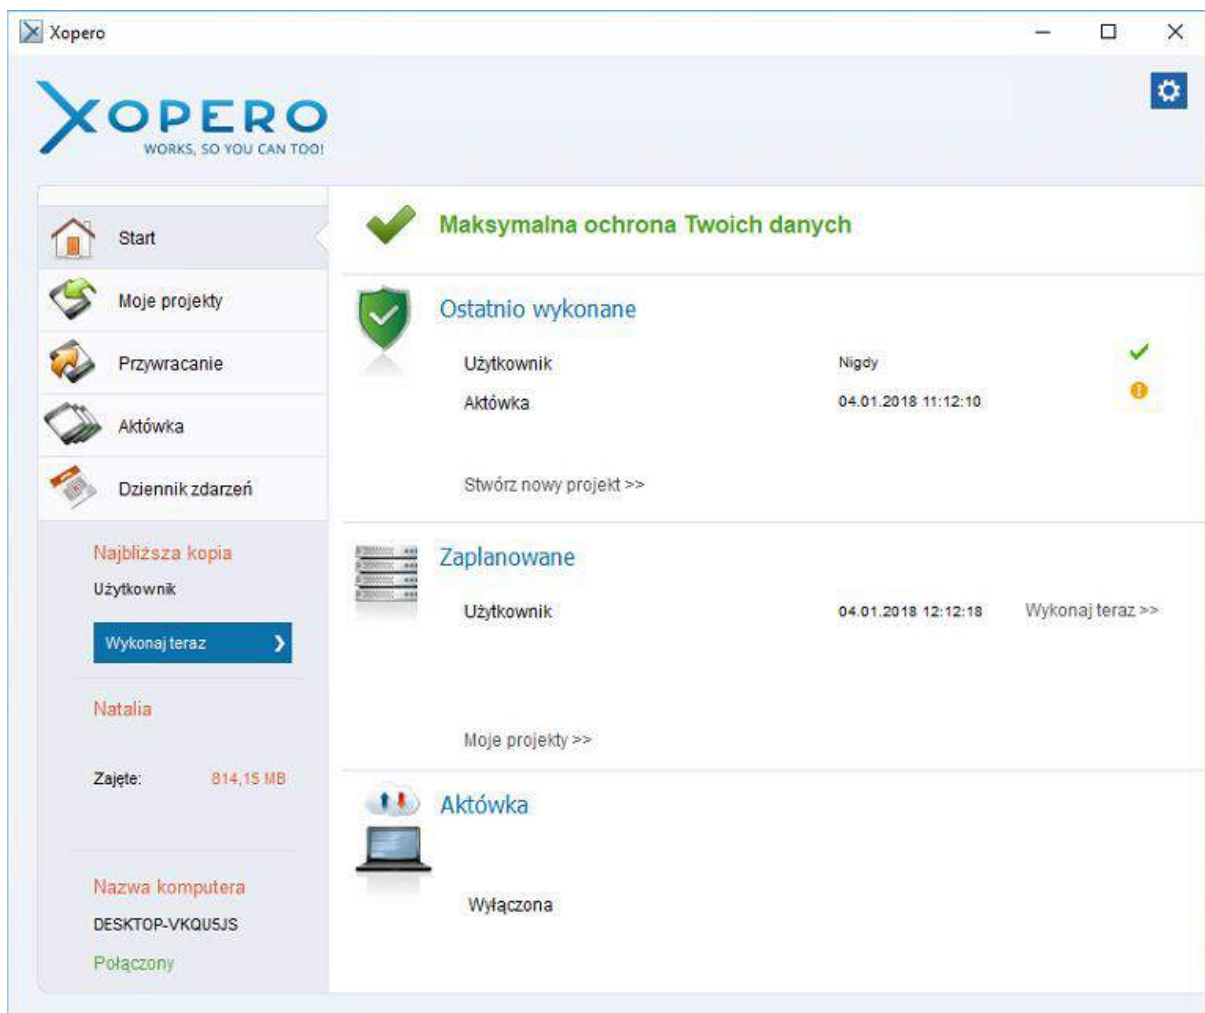 Xopero
XOPERO
WORKS, SO YOU CAN TOO!
Start
Moje projekty
Przywracanie
Aktówka
Dziennik zdarzeń
Najbliższa kopia
Użytkownik
Wykonaj teraz
Natalia
Zajęte: 814,15 MB
Nazwa komputera
DESKTOP-VKQU5JS
Połączony
Maksymalna ochrona Twoich danych
Ostatnio wykonane
Użytkownik Nigdy
Aktówka 04.01.2018 11:12:10
Stwórz nowy projekt >>
Zaplanowane
Użytkownik 04.01.2018 12:12:18 Wykonaj teraz >>
Moje projekty >>
Aktówka
Wyłączona